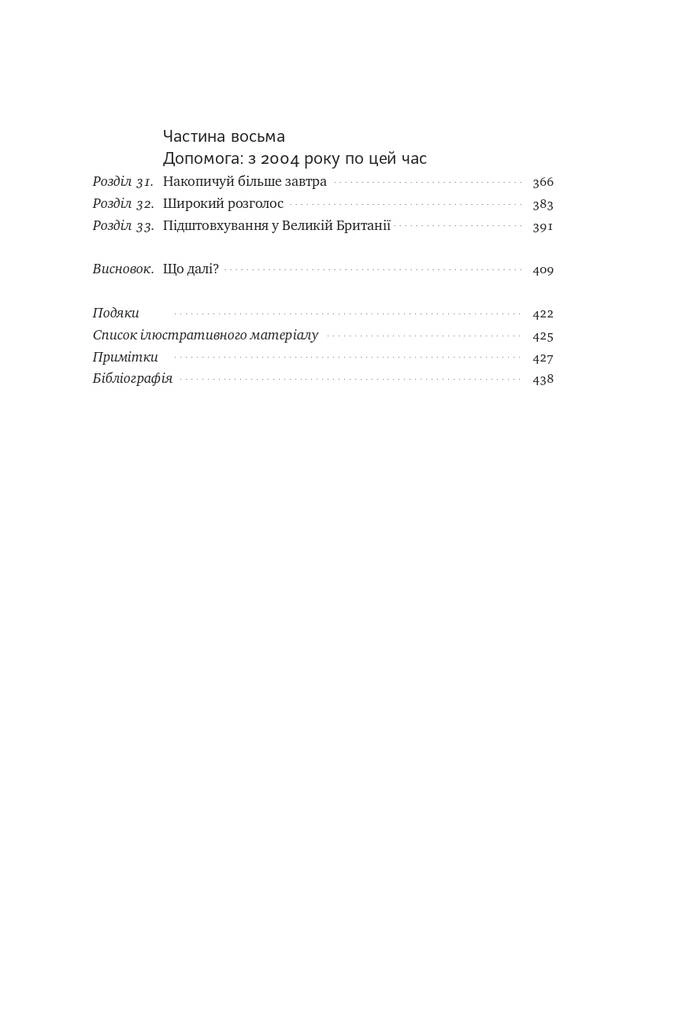 Частина восьма
Допомога: з 2004 року по цей час
Розділ 31. Накопичуй більше завтра 366
Розділ 32. Широкий розголос 383
Розділ 33. Підштовхування у Великій Британії 391
Висновок. Що далі? 409
Подяки 422
Список ілюстративного матеріалу 425
Примітки 427
Бібліографія 438